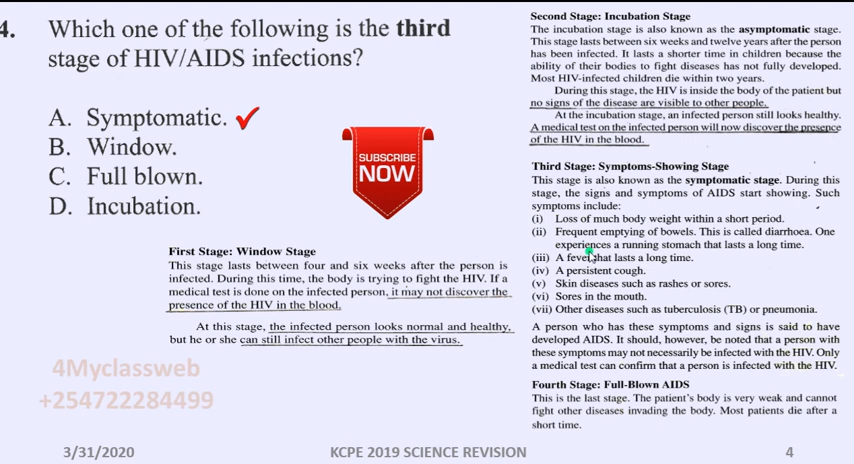 4. Which one of the following is the third
stage of HIV/AIDS infections?
A. Symptomatic.
B. Window.
C. Full blown.
D. Incubation.
SUBSCRIBE
NOW
First Stage: Window Stage
This stage lasts between four and six weeks after the person is
infected. During this time, the body is trying to fight the HIV. If a
medical test is done on the infected person, it may not discover the
presence of the HIV in the blood.
At this stage, the infected person looks normal and healthy,
but he or she can still infect other people with the virus.
4Myclassweb
+254722284499
Second Stage: Incubation Stage
The incubation stage is also known as the asymptomatic stage.
This stage lasts between six weeks and twelve years after the person
has been infected. It lasts a shorter time in children because the
ability of their bodies to fight diseases has not fully developed.
Most HIV-infected children die within two years.
During this stage, the HIV is inside the body of the patient but
no signs of the disease are visible to other people.
At the incubation stage, an infected person still looks healthy.
A medical test on the infected person will now discover the presence
of the HIV in the blood.
Third Stage: Symptoms-Showing Stage
This stage is also known as the symptomatic stage. During this
stage, the signs and symptoms of AIDS start showing. Such
symptoms include:
(i) Loss of much body weight within a short period.
(ii) Frequent emptying of bowels. This is called diarrhoea. One
experiences a running stomach that lasts a long time.
(iii) A fever that lasts a long time.
(iv) A persistent cough.
(v) Skin diseases such as rashes or sores.
(vi) Sores in the mouth.
(vii) Other diseases such as tuberculosis (TB) or pneumonia.
A person who has these symptoms and signs is said to have
developed AIDS. It should, however, be noted that a person with
these symptoms may not necessarily be infected with the HIV. Only
a medical test can confirm that a person is infected with the HIV.
Fourth Stage: Full-Blown AIDS
This is the last stage. The patient's body is very weak and cannot
fight other diseases invading the body. Most patients die after a
short time.
3/31/2020
KCPE 2019 SCIENCE REVISION
4